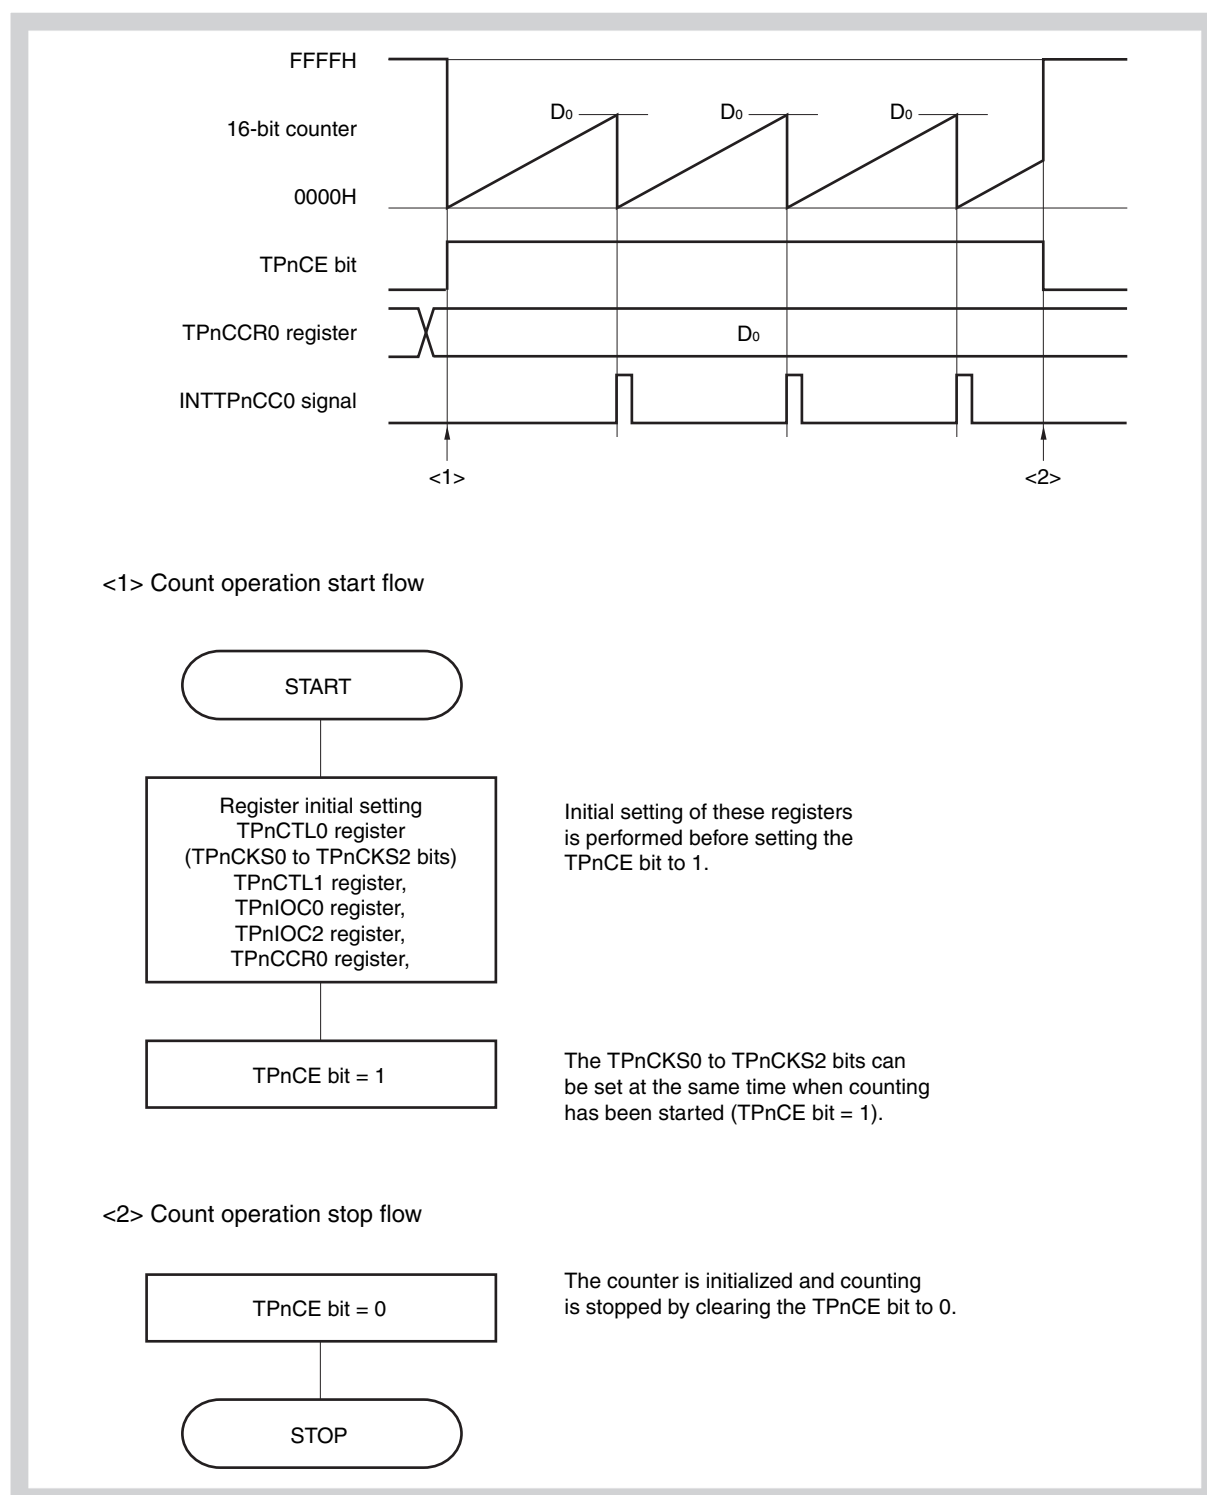 FFFFH
D0 D0 D0
16-bit counter
0000H
TPnCE bit
TPnCCR0 register D0
INTTPnCC0 signal
<1> <2>
<1> Count operation start flow
START
Register initial setting
TPnCTL0 register
(TPnCKS0 to TPnCKS2 bits)
TPnCTL1 register,
TPnIOC0 register,
TPnIOC2 register,
TPnCCR0 register,
Initial setting of these registers
is performed before setting the
TPnCE bit to 1.
TPnCE bit = 1
The TPnCKS0 to TPnCKS2 bits can
be set at the same time when counting
has been started (TPnCE bit = 1).
<2> Count operation stop flow
TPnCE bit = 0
The counter is initialized and counting
is stopped by clearing the TPnCE bit to 0.
STOP